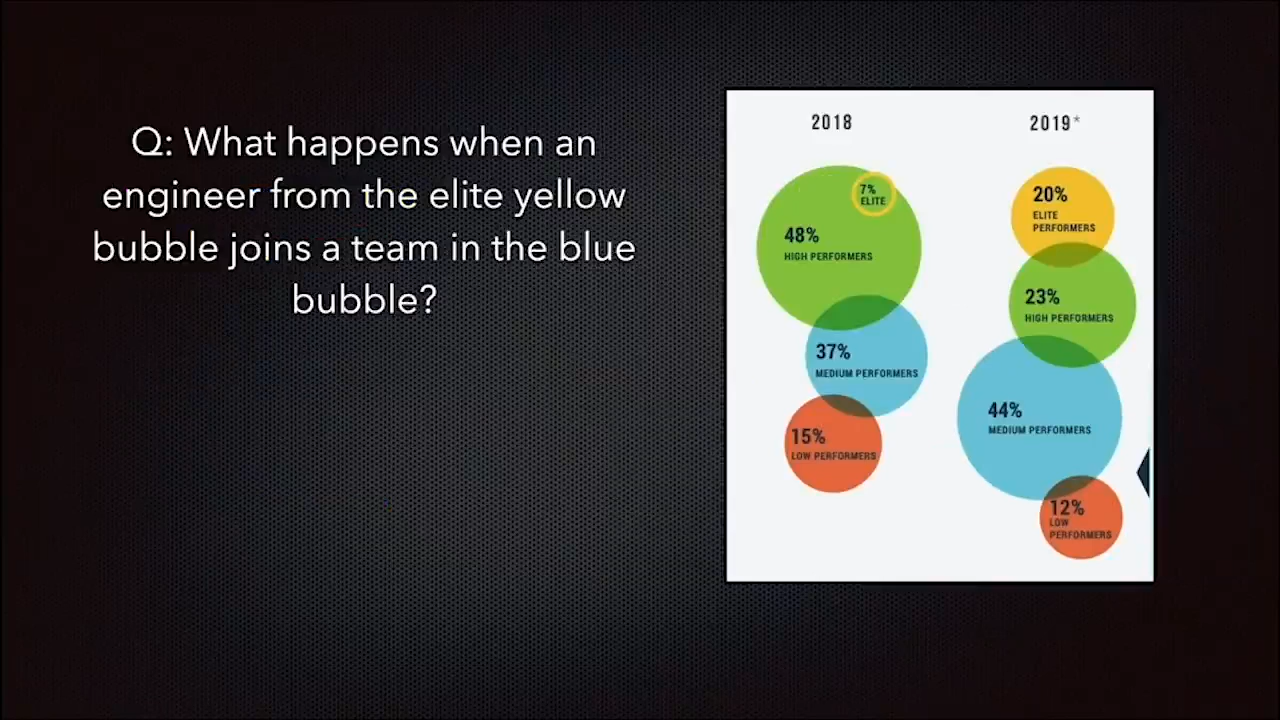 Q: What happens when an
engineer from the elite yellow
bubble joins a team in the blue
bubble?
2018
7%
ELITE
48%
HIGH PERFORMERS
37%
MEDIUM PERFORMERS
15%
LOW PERFORMERS
2019*
20%
ELITE
PERFORMERS
23%
HIGH PERFORMERS
44%
MEDIUM PERFORMERS
12%
LOW
PERFORMERS